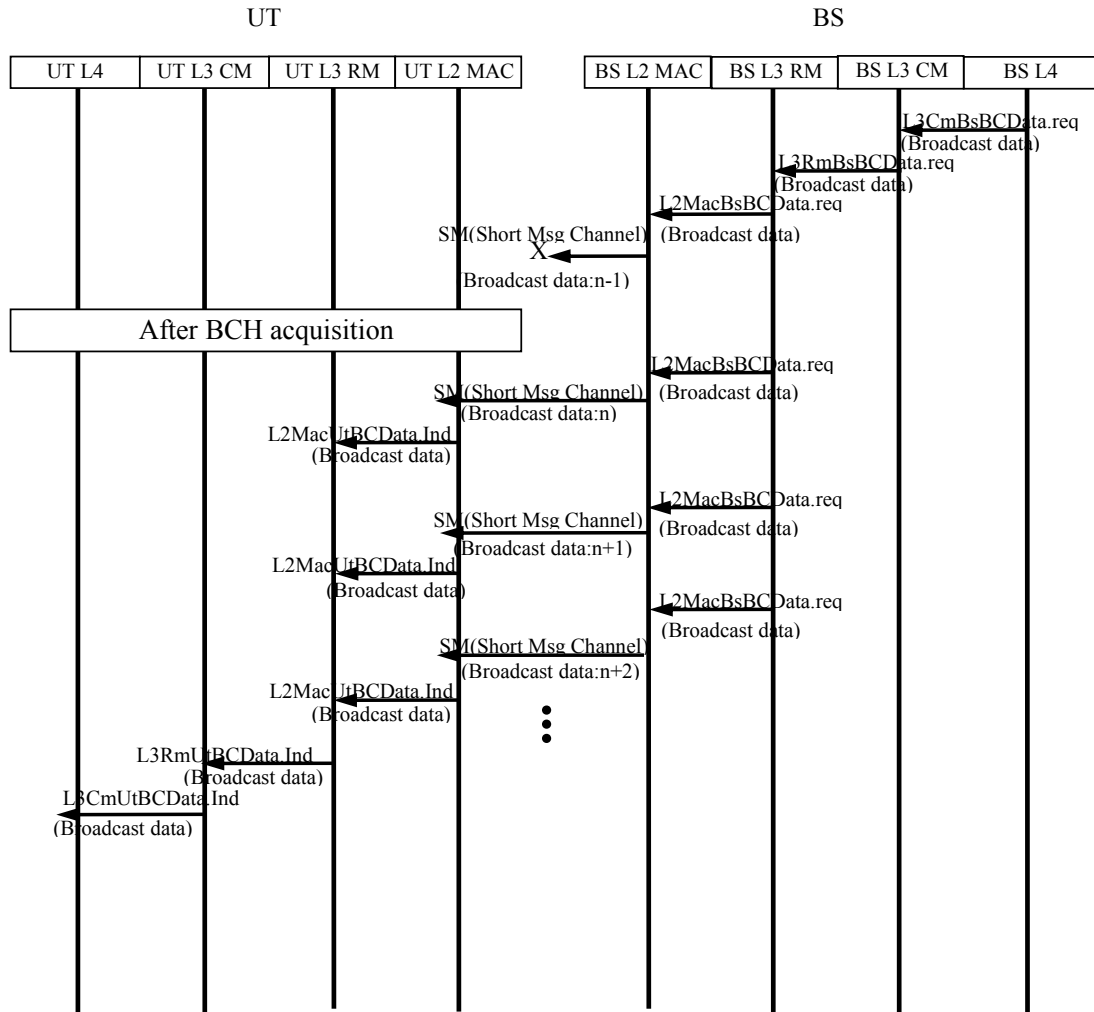 UT
BS
UT L4
UT L3 CM
UT L3 RM
UT L2 MAC
BS L2 MAC
BS L3 RM
BS L3 CM
BS L4
L3CmBsBCData.req
(Broadcast data)
L3RmBsBCData.req
(Broadcast data)
L2MacBsBCData.req
(Broadcast data)
SM(Short Msg Channel)
X
(Broadcast data:n-1)
After BCH acquisition
L2MacBsBCData.req
(Broadcast data)
SM(Short Msg Channel)
(Broadcast data:n)
L2MacUtBCData.Ind
(Broadcast data)
L2MacBsBCData.req
(Broadcast data)
SM(Short Msg Channel)
(Broadcast data:n+1)
L2MacUtBCData.Ind
(Broadcast data)
L2MacBsBCData.req
(Broadcast data)
SM(Short Msg Channel)
(Broadcast data:n+2)
L2MacUtBCData.Ind
(Broadcast data)
L3RmUtBCData.Ind
(Broadcast data)
L3CmUtBCData.Ind
(Broadcast data)